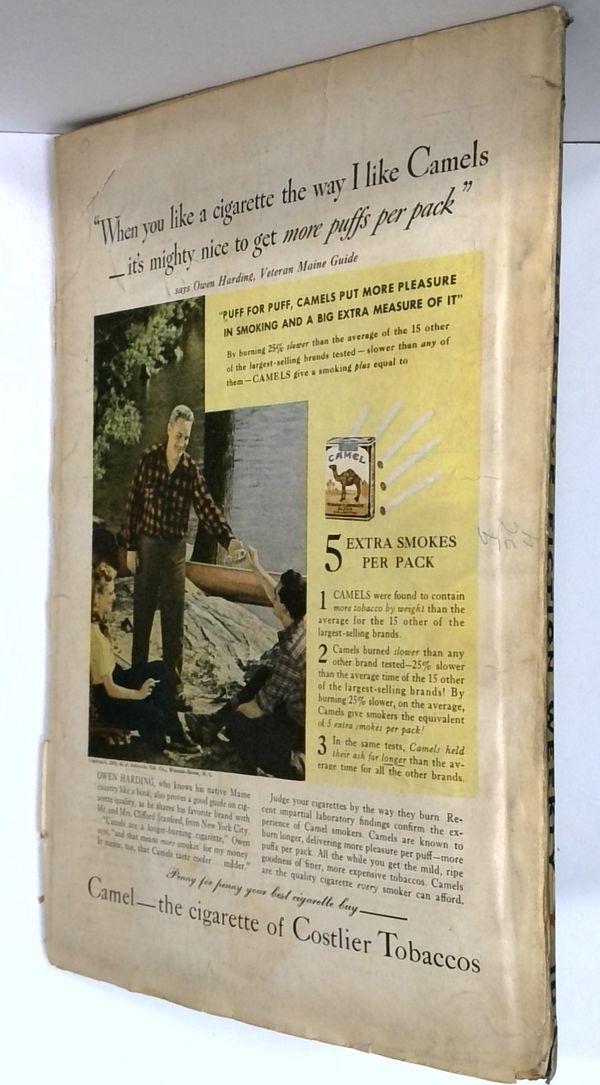 "When you like a cigarette the way I like Camels
—it's mighty nice to get more puffs per pack"
says Owen Harding, Veteran Maine Guide
"PUFF FOR PUFF, CAMELS PUT MORE PLEASURE
IN SMOKING AND A BIG EXTRA MEASURE OF IT"
By burning 25% slower than the average of the 15 other
of the largest-selling brands tested—slower than any of
them—CAMELS give a smoking plus equal to
CAMEL
5 EXTRA SMOKES
PER PACK
1 CAMELS were found to contain
more tobacco by weight than the
average for the 15 other of the
largest-selling brands.
2 Camels burned slower than any
other brand tested—25% slower
than the average time of the 15 other
of the largest-selling brands! By
burning 25% slower, on the average,
Camels give smokers the equivalent
of 5 extra smokes per pack!
3 In the same tests, Camels held
their ash far longer than the av-
erage time for all the other brands.
OWEN HARDING, who knows his native Maine
country like a book, also proves a good guide on cig-
arette quality, as he shares his favorite brand with
Mr. and Mrs. Clifford Stanford, from New York City.
"Camels are a longer-burning cigarette," Owen
says, "and that means more smokin' for my money.
It means, too, that Camels taste cooler milder."
Judge your cigarettes by the way they burn. Re-
cent impartial laboratory findings confirm the ex-
perience of Camel smokers. Camels are known to
burn longer, delivering more pleasure per puff—more
puffs per pack. All the while you get the mild, ripe
goodness of finer, more expensive tobaccos. Camels
are the quality cigarette every smoker can afford.
Penny for penny your best cigarette buy—
Camel—the cigarette of Costlier Tobaccos
FICTION WEEKLY